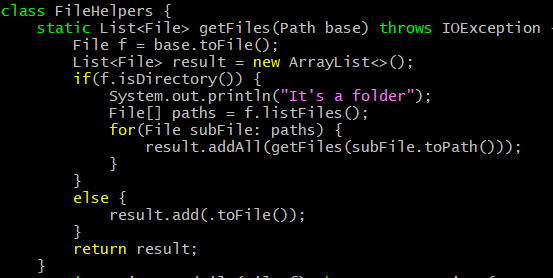 class FileHelpers {
    static List<File> getFiles(Path base) throws IOException {
        File f = base.toFile();
        List<File> result = new ArrayList<>();
        if(f.isDirectory()) {
            System.out.println("It's a folder");
            File[] paths = f.listFiles();
            for(File subFile: paths) {
                result.addAll(getFiles(subFile.toPath()));
            }
        }
        else {
            result.add(.toFile());
        }
        return result;
    }